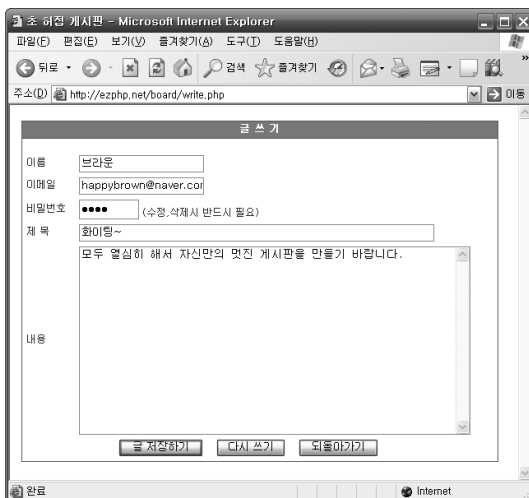 초 허접 게시판 - Microsoft Internet Explorer
파일(F) 편집(E) 보기(V) 즐겨찾기(A) 도구(T) 도움말(H)
뒤로 검색 즐겨찾기
주소(D) http://ezphp.net/board/write.php 이동
글 쓰 기
이름 브라운
이메일 happybrown@naver.cor
비밀번호 •••• (수정,삭제시 반드시 필요)
제 목 화이팅~
모두 열심히 해서 자신만의 멋진 게시판을 만들기 바랍니다.
내용
글 저장하기 다시 쓰기 되돌아가기
완료 Internet